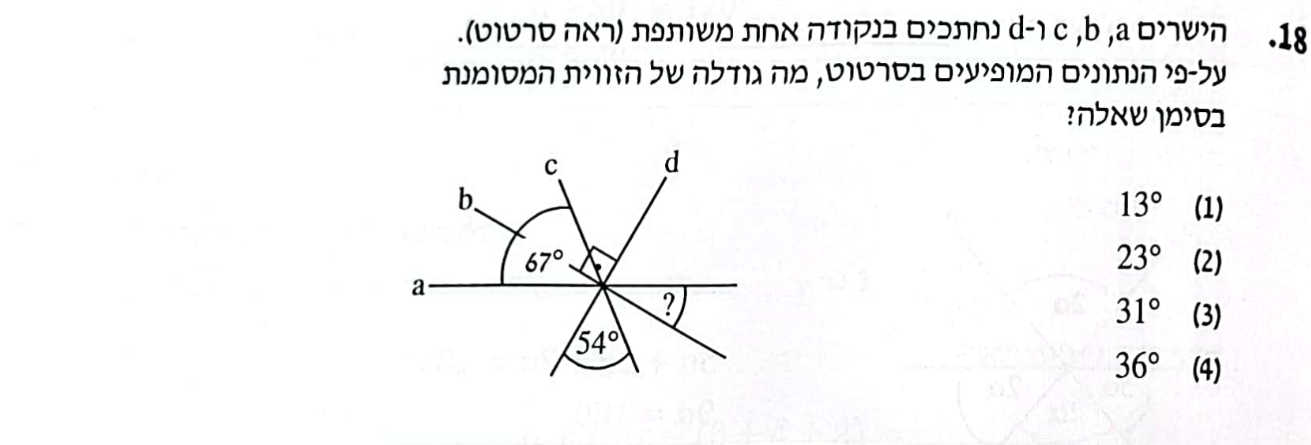 18. הישרים a, b, c ו-d נחתכים בנקודה אחת משותפת (ראה סרטוט).
על-פי הנתונים המופיעים בסרטוט, מה גודלה של הזווית המסומנת
בסימן שאלה?
(1) 13°
(2) 23°
(3) 31°
(4) 36°
c
d
b
67°
a
?
54°